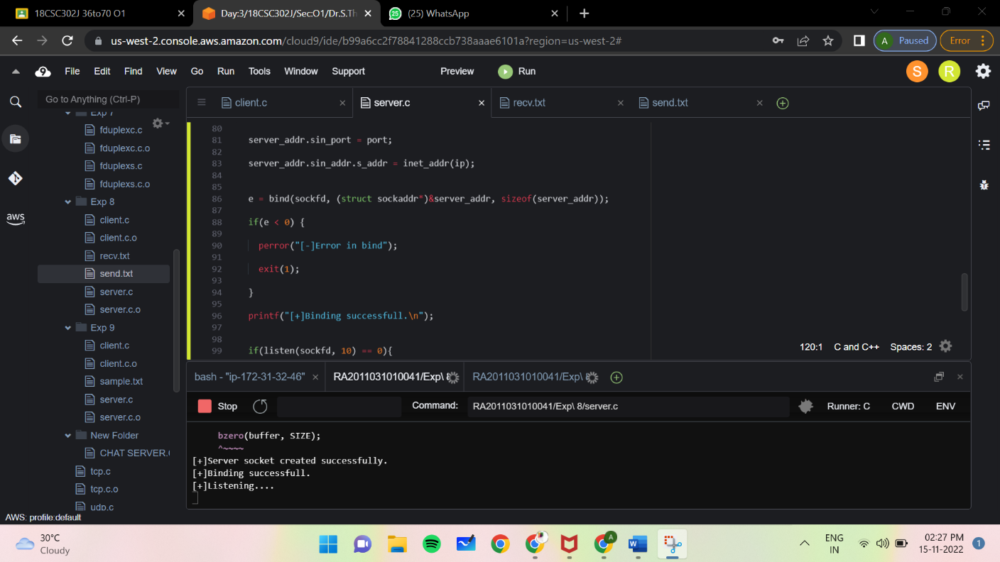 18CSC302J 36to70 O1
Day:3/18CSC302J/Sec:O1/Dr.S.Th
(25) WhatsApp
us-west-2.console.aws.amazon.com/cloud9/ide/b99a6cc2f78841288ccb738aaae6101a?region=us-west-2#
A Paused
Error
9 File Edit Find View Go Run Tools Window Support Preview Run
S R
Go to Anything (Ctrl-P)
client.c
server.c
recv.txt
send.txt
Exp 7
fduplexc.c
fduplexc.c.o
fduplexs.c
fduplexs.c.o
Exp 8
client.c
client.c.o
recv.txt
send.txt
server.c
server.c.o
Exp 9
client.c
client.c.o
sample.txt
server.c
server.c.o
New Folder
CHAT SERVER.
tcp.c
tcp.c.o
udp.c
aws
80
81 server_addr.sin_port = port;
82
83 server_addr.sin_addr.s_addr = inet_addr(ip);
84
85
86 e = bind(sockfd, (struct sockaddr*)&server_addr, sizeof(server_addr));
87
88 if(e < 0) {
89
90 perror("[-]Error in bind");
91
92 exit(1);
93
94 }
95
96 printf("[+]Binding successfull.\n");
97
98
99 if(listen(sockfd, 10) == 0){
120:1 C and C++ Spaces: 2
bash - "ip-172-31-32-46"
RA2011031010041/Exp\ 8
RA2011031010041/Exp\ 8
Stop
Command: RA2011031010041/Exp\ 8/server.c
Runner: C CWD ENV
bzero(buffer, SIZE);
^~~~~
[+]Server socket created successfully.
[+]Binding successfull.
[+]Listening....
AWS: profile:default
30°C
Cloudy
A
ENG
IN
02:27 PM
15-11-2022
1